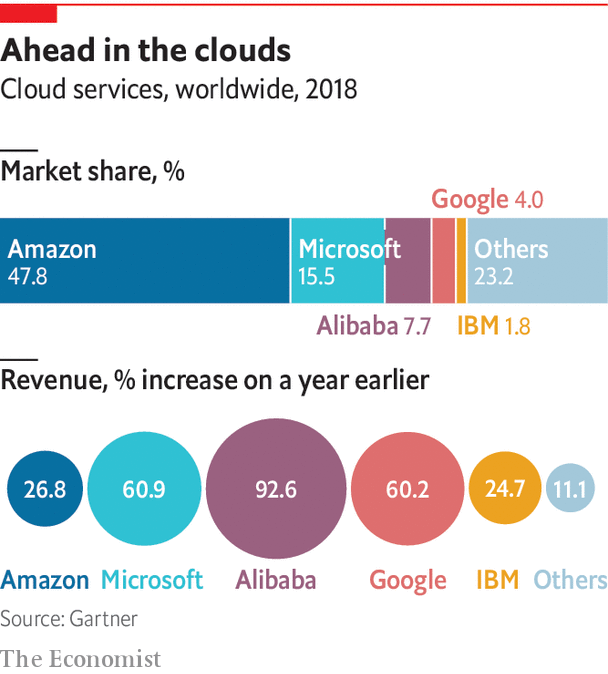 Ahead in the clouds
Cloud services, worldwide, 2018
Market share, %
Google 4.0
Amazon Microsoft Others
47.8 15.5 23.2
Alibaba 7.7 IBM 1.8
Revenue, % increase on a year earlier
26.8 60.9 92.6 60.2 24.7 11.1
Amazon Microsoft Alibaba Google IBM Others
Source: Gartner
The Economist